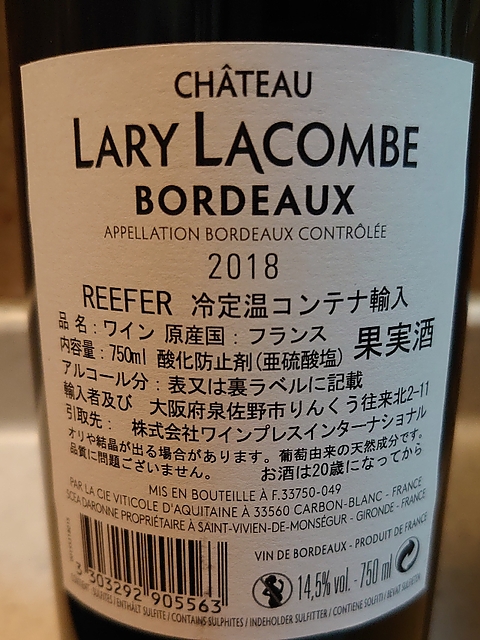 CHÂTEAU
LARY LACOMBE
BORDEAUX
APPELLATION BORDEAUX CONTRÔLÉE
2018
REEFER 冷定温コンテナ輸入
品名:ワイン 原産国:フランス
内容量:750ml 酸化防止剤(亜硫酸塩) 果実酒
アルコール分:表又は裏ラベルに記載
輸入者及び 大阪府泉佐野市りんくう往来北2-11
引取先: 株式会社ワインプレスインターナショナル
オリや結晶が出る場合があります。葡萄由来の天然成分です。
品質に問題ございません。 お酒は20歳になってから
MIS EN BOUTEILLE À F.33750-049
PAR LA CIE VITICOLE D'AQUITAINE À 33560 CARBON-BLANC - FRANCE
SCEA DARONNE PROPRIÉTAIRE À SAINT-VIVIEN-DE-MONSÉGUR - GIRONDE - FRANCE
VIN DE BORDEAUX - PRODUIT DE FRANCE
3 303292 905563
14,5% vol. - 750 ml
SULFITES / ENTHÄLT SULFITE / CONTAINS SULPHITES / INDEHOLDER SULFITTER / CONTIENE SOLFITI / BEVAT SULFIETEN